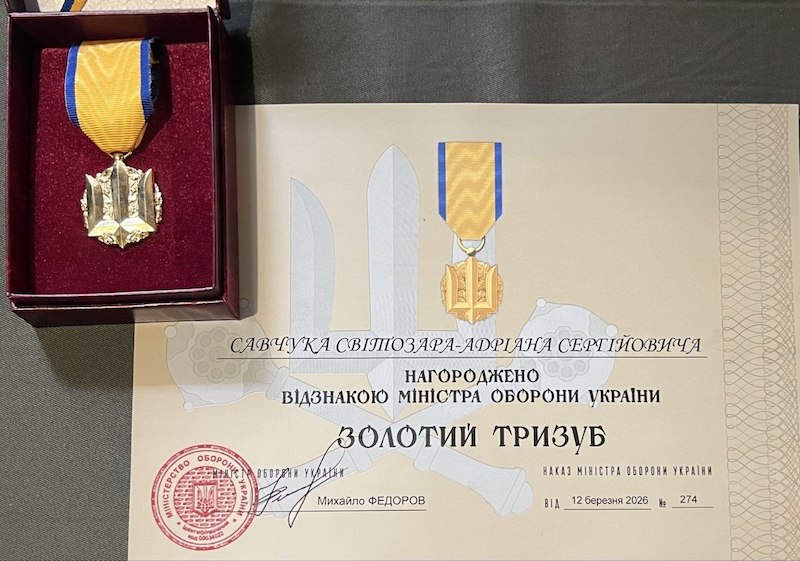 САВЧУКА СВІТОЗАРА-АДРІАНА СЕРГІЙОВИЧА
НАГОРОДЖЕНО
ВІДЗНАКОЮ МІНІСТРА ОБОРОНИ УКРАЇНИ
ЗОЛОТИЙ ТРИЗУБ
МІНІСТР ОБОРОНИ УКРАЇНИ
Михайло ФЕДОРОВ
НАКАЗ МІНІСТРА ОБОРОНИ УКРАЇНИ
ВІД 12 березня 2026 № 274
МІНІСТЕРСТВО ОБОРОНИ УКРАЇНИ